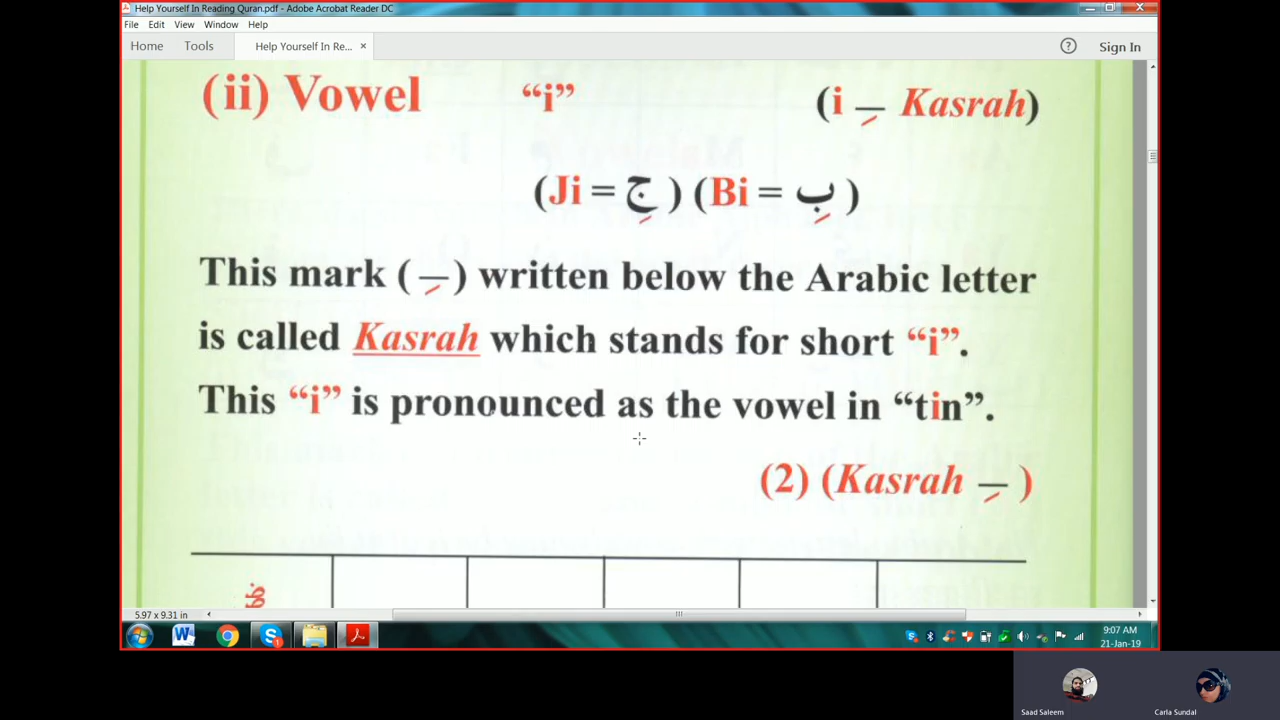 Help Yourself In Reading Quran.pdf - Adobe Acrobat Reader DC
File Edit View Window Help
Home Tools Help Yourself In Re... × Sign In
(ii) Vowel “i” (i ـِ Kasrah)
(Ji = جِ ) (Bi = بِ )
This mark ( ـِ ) written below the Arabic letter
is called Kasrah which stands for short “i”.
This “i” is pronounced as the vowel in “tin”.
(2) (Kasrah ـِ )
5.97 x 9.31 in
9:07 AM
21-Jan-19
Saad Saleem Carla Sundal